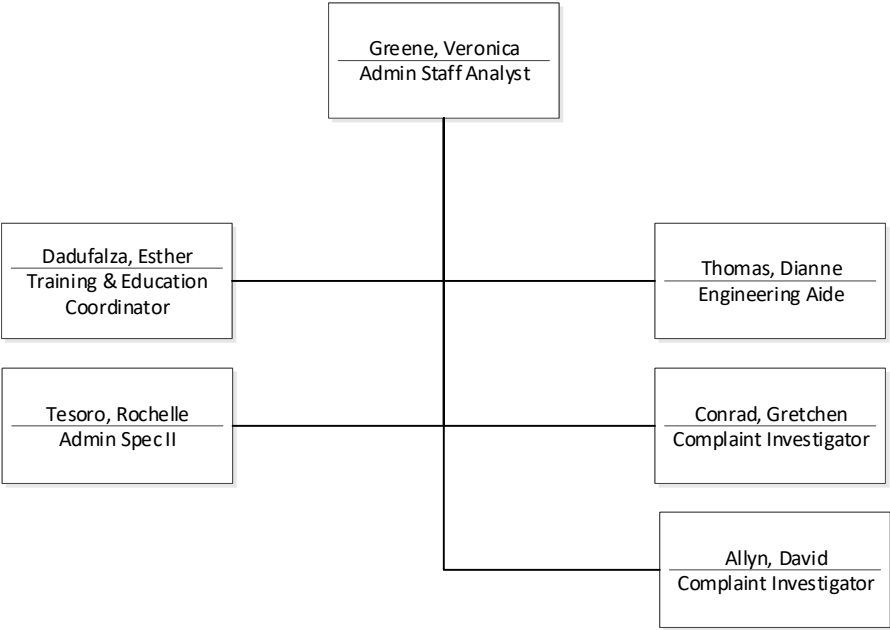 Greene, Veronica
Admin Staff Analyst
Dadufalza, Esther
Training & Education
Coordinator
Thomas, Dianne
Engineering Aide
Tesoro, Rochelle
Admin Spec II
Conrad, Gretchen
Complaint Investigator
Allyn, David
Complaint Investigator